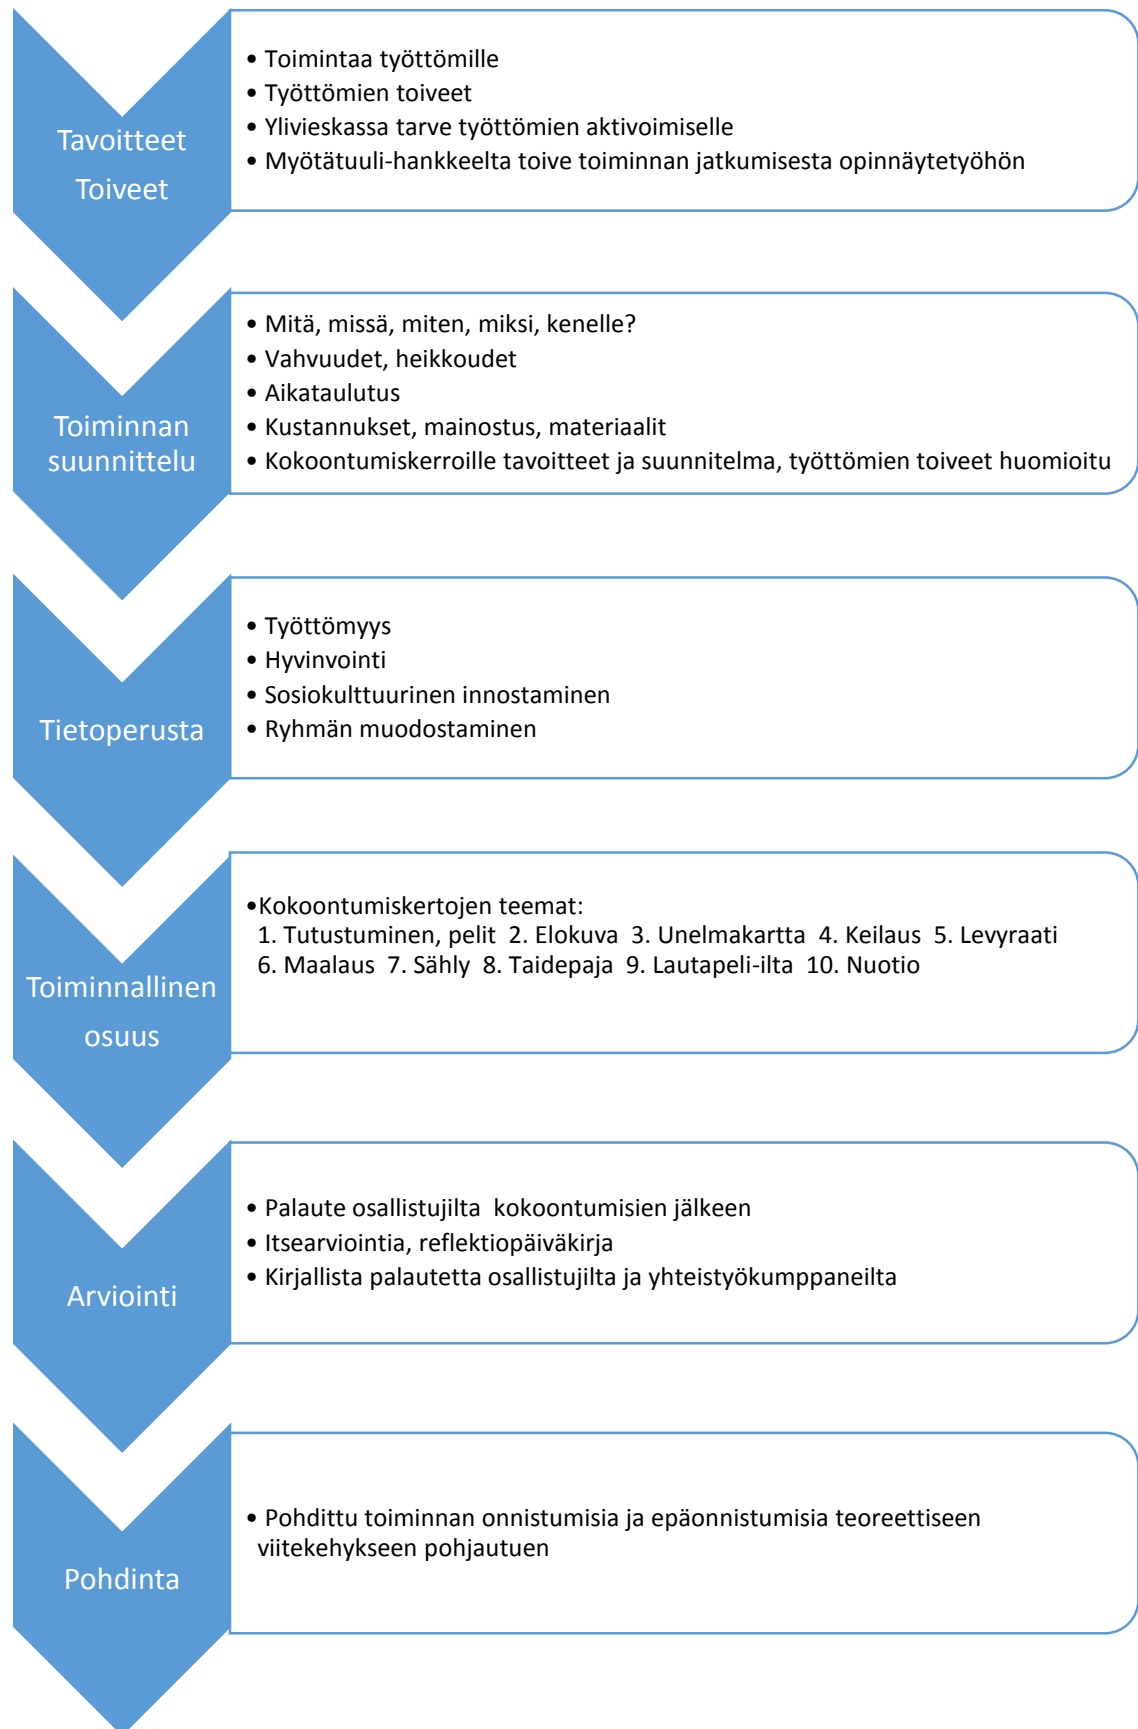 Tavoitteet
Toiveet
• Toimintaa työttömille
• Työttömien toiveet
• Ylivieskassa tarve työttömien aktivoimiselle
• Myötätuuli-hankkeelta toive toiminnan jatkumisesta opinnäytetyöhön
Toiminnan
suunnittelu
• Mitä, missä, miten, miksi, kenelle?
• Vahvuudet, heikkoudet
• Aikataulutus
• Kustannukset, mainostus, materiaalit
• Kokoontumiskerroille tavoitteet ja suunnitelma, työttömien toiveet huomioitu
Tietoperusta
• Työttömyys
• Hyvinvointi
• Sosiokulttuurinen innostaminen
• Ryhmän muodostaminen
Toiminnallinen
osuus
•Kokoontumiskertojen teemat:
1. Tutustuminen, pelit 2. Elokuva 3. Unelmakartta 4. Keilaus 5. Levyraati
6. Maalaus 7. Sähly 8. Taidepaja 9. Lautapeli-ilta 10. Nuotio
Arviointi
• Palaute osallistujilta kokoontumisien jälkeen
• Itsearviointia, reflektiopäiväkirja
• Kirjallista palautetta osallistujilta ja yhteistyökumppaneilta
Pohdinta
• Pohdittu toiminnan onnistumisia ja epäonnistumisia teoreettiseen
viitekehykseen pohjautuen